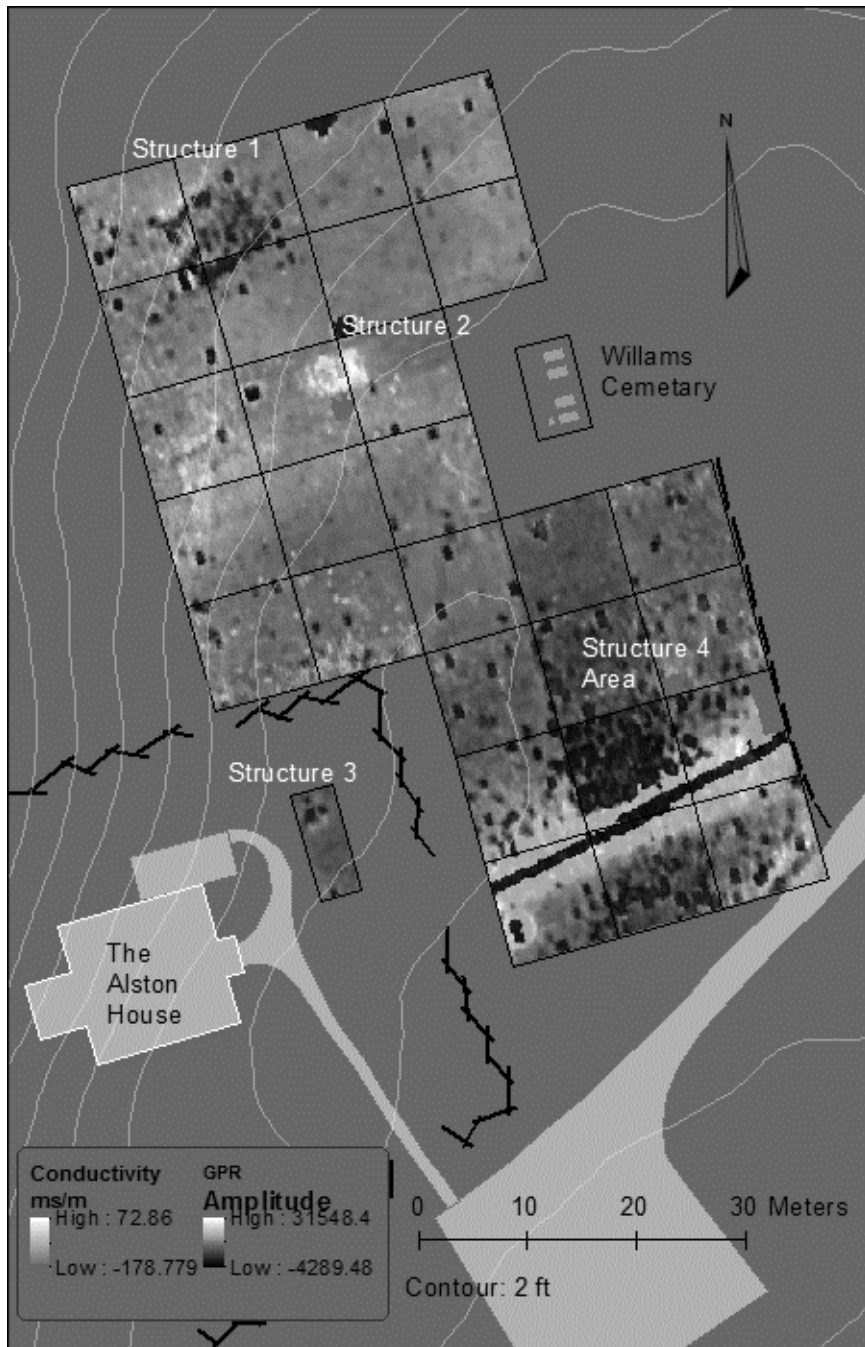 N
Structure 1
Structure 2
Willams
Cemetary
Structure 4
Area
Structure 3
The
Alston
House
Conductivity
ms/m
High : 72.86
Low : -178.779
GPR
Amplitude
High : 31548.4
Low : -4289.48
0 10 20 30 Meters
Contour: 2 ft